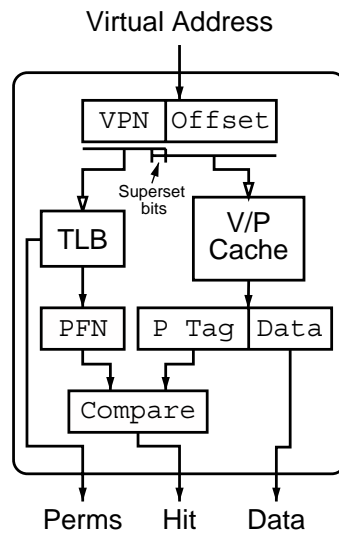 Virtual Address
VPN Offset
Superset
bits
TLB
V/P
Cache
PFN
P Tag Data
Compare
Perms Hit Data